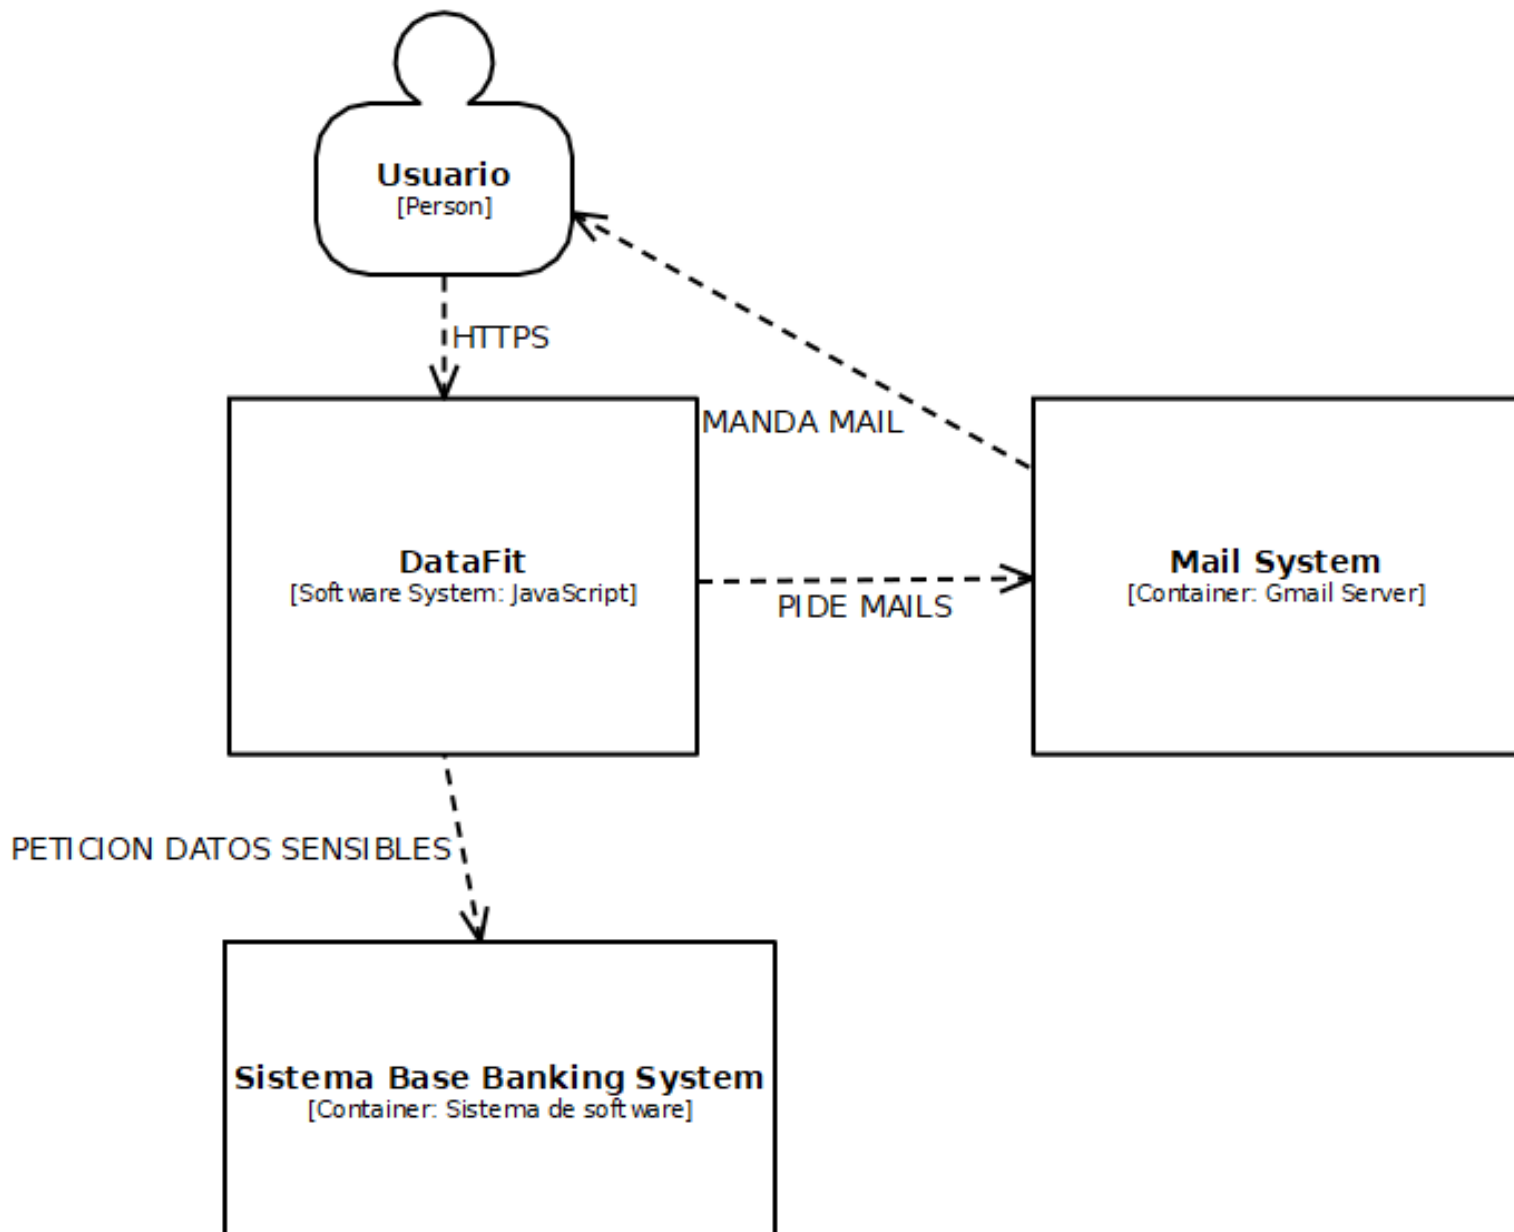 Usuario
[Person]
HTTPS
MANDA MAIL
DataFit
[Software System: JavaScript]
PIDE MAILS
Mail System
[Container: Gmail Server]
PETICION DATOS SENSIBLES
Sistema Base Banking System
[Container: Sistema de software]